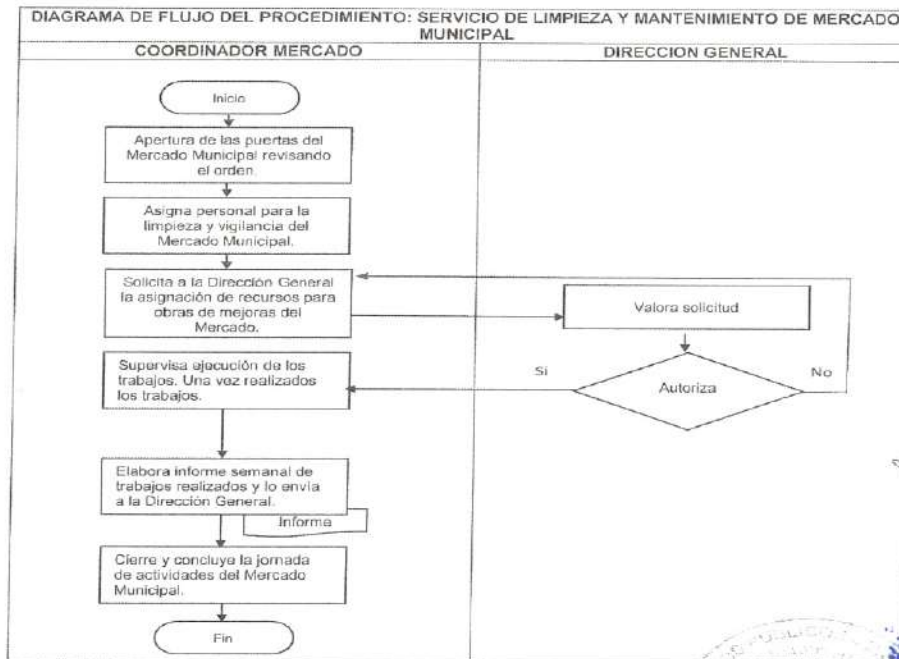 DIAGRAMA DE FLUJO DEL PROCEDIMIENTO: SERVICIO DE LIMPIEZA Y MANTENIMIENTO DE MERCADO
MUNICIPAL
COORDINADOR MERCADO
DIRECCION GENERAL
Inicio
Apertura de las puertas del
Mercado Municipal revisando
el orden.
Asigna personal para la
limpieza y vigilancia del
Mercado Municipal.
Solicita a la Dirección General
la asignación de recursos para
obras de mejoras del
Mercado.
Valora solicitud
Autoriza
Si
No
Supervisa ejecución de los
trabajos. Una vez realizados
los trabajos.
Elabora informe semanal de
trabajos realizados y lo envía
a la Dirección General.
Informe
Cierre y concluye la jornada
de actividades del Mercado
Municipal.
Fin